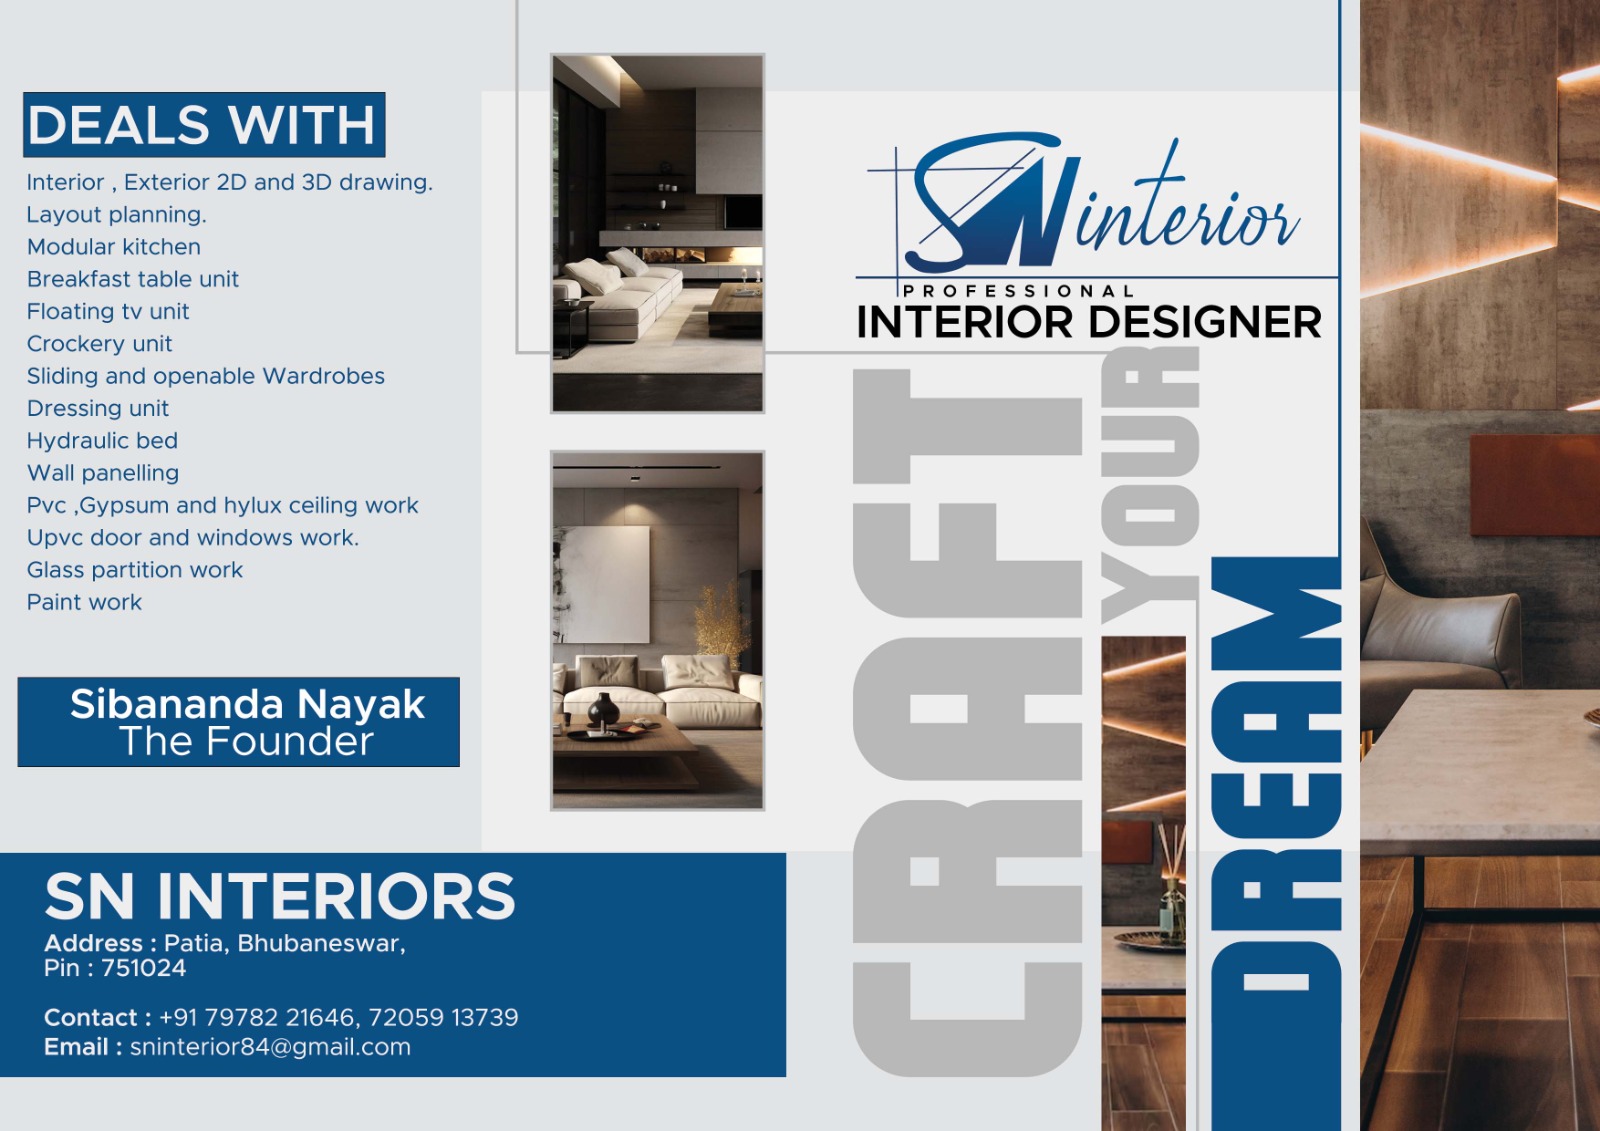 DEALS WITH
Interior , Exterior 2D and 3D drawing.
Layout planning.
Modular kitchen
Breakfast table unit
Floating tv unit
Crockery unit
Sliding and openable Wardrobes
Dressing unit
Hydraulic bed
Wall panelling
Pvc ,Gypsum and hylux ceiling work
Upvc door and windows work.
Glass partition work
Paint work
Sibananda Nayak
The Founder
SN INTERIORS
Address : Patia, Bhubaneswar,
Pin : 751024
Contact : +91 79782 21646, 72059 13739
Email : sninterior84@gmail.com
SN interior
PROFESSIONAL
INTERIOR DESIGNER
CRAFT
YOUR
DREAM